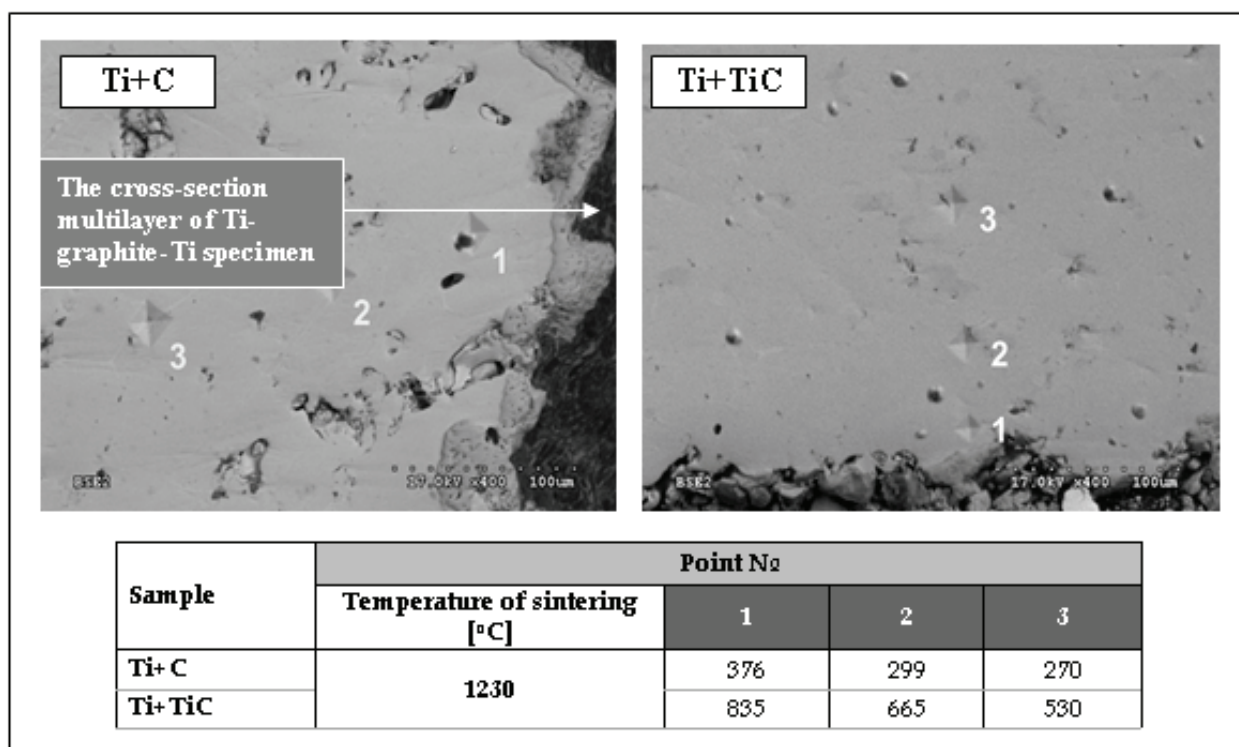 Ti+C
Ti+TiC
The cross-section
multilayer of Ti-
graphite-Ti specimen
1
2
3
3
2
1
BSE2 17.0kV x400 100um
BSE2 17.0kV x400 100um
Sample
Point №
Temperature of sintering
[°C]
1 2 3
Ti+ C 1230 376 299 270
Ti+ TiC 835 665 530